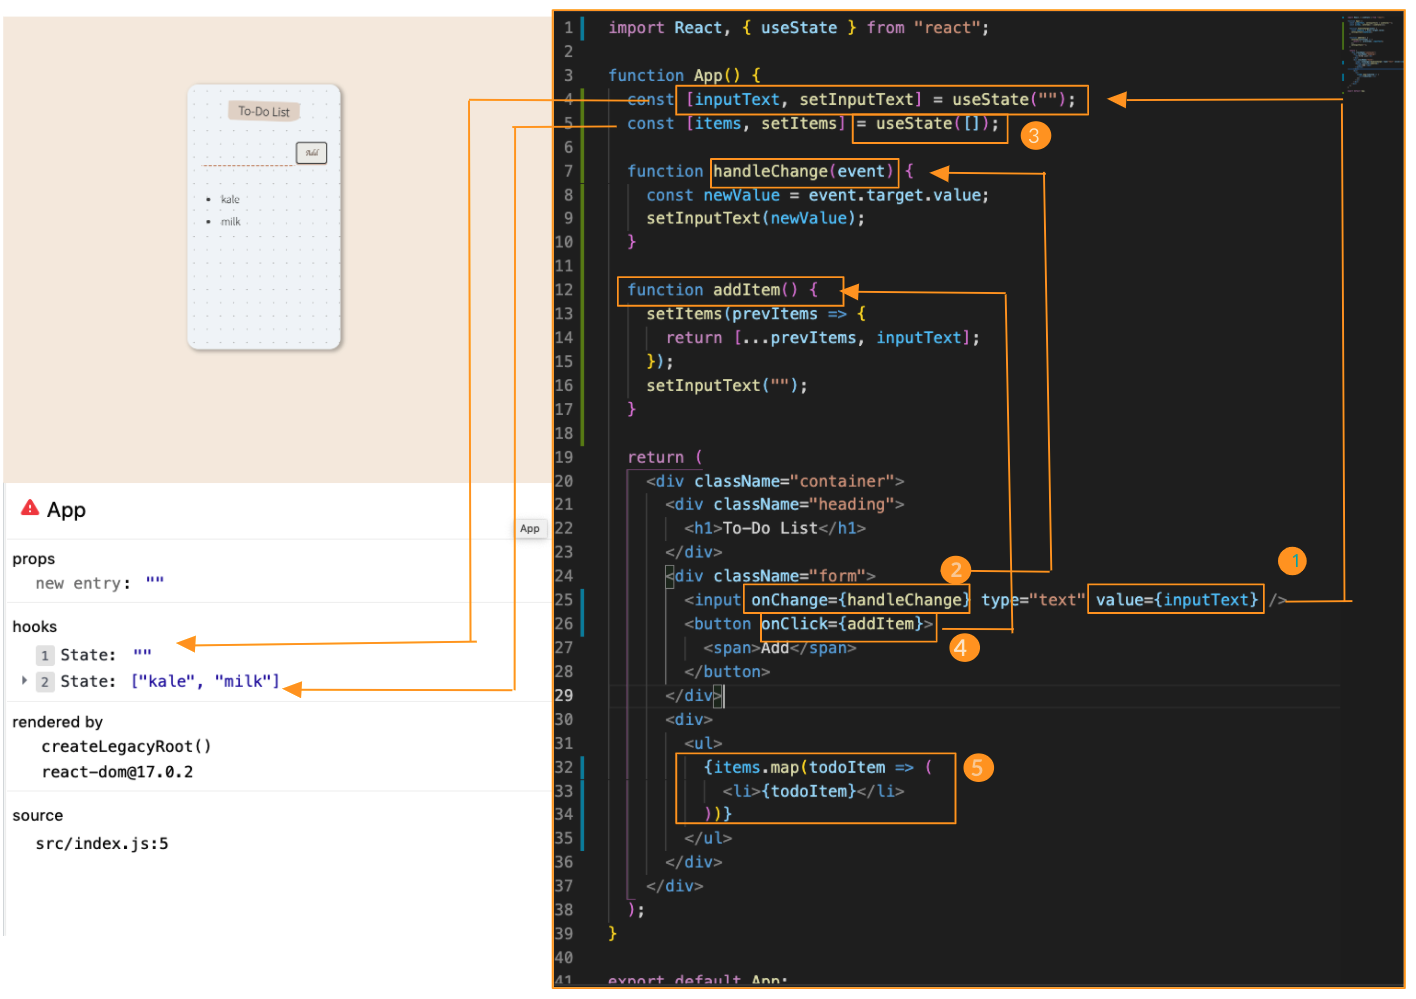 To-Do List
Add
kale
milk
App
App
props
new entry: ""
hooks
1 State: ""
2 State: ["kale", "milk"]
rendered by
createLegacyRoot()
react-dom@17.0.2
source
src/index.js:5
1 import React, { useState } from "react";
2
3 function App() {
4 const [inputText, setInputText] = useState("");
5 const [items, setItems] = useState([]);
3
6
7 function handleChange(event) {
8 const newValue = event.target.value;
9 setInputText(newValue);
10 }
11
12 function addItem() {
13 setItems(prevItems => {
14 return [...prevItems, inputText];
15 });
16 setInputText("");
17 }
18
19 return (
20 <div className="container">
21 <div className="heading">
22 <h1>To-Do List</h1>
23 </div>
2
1
24 <div className="form">
25 <input onChange={handleChange} type="text" value={inputText} />
26 <button onClick={addItem}>
4
27 <span>Add</span>
28 </button>
29 </div>
30 <div>
31 <ul>
32 {items.map(todoItem => (
5
33 <li>{todoItem}</li>
34 ))}
35 </ul>
36 </div>
37 </div>
38 );
39 }
40
41 export default App;